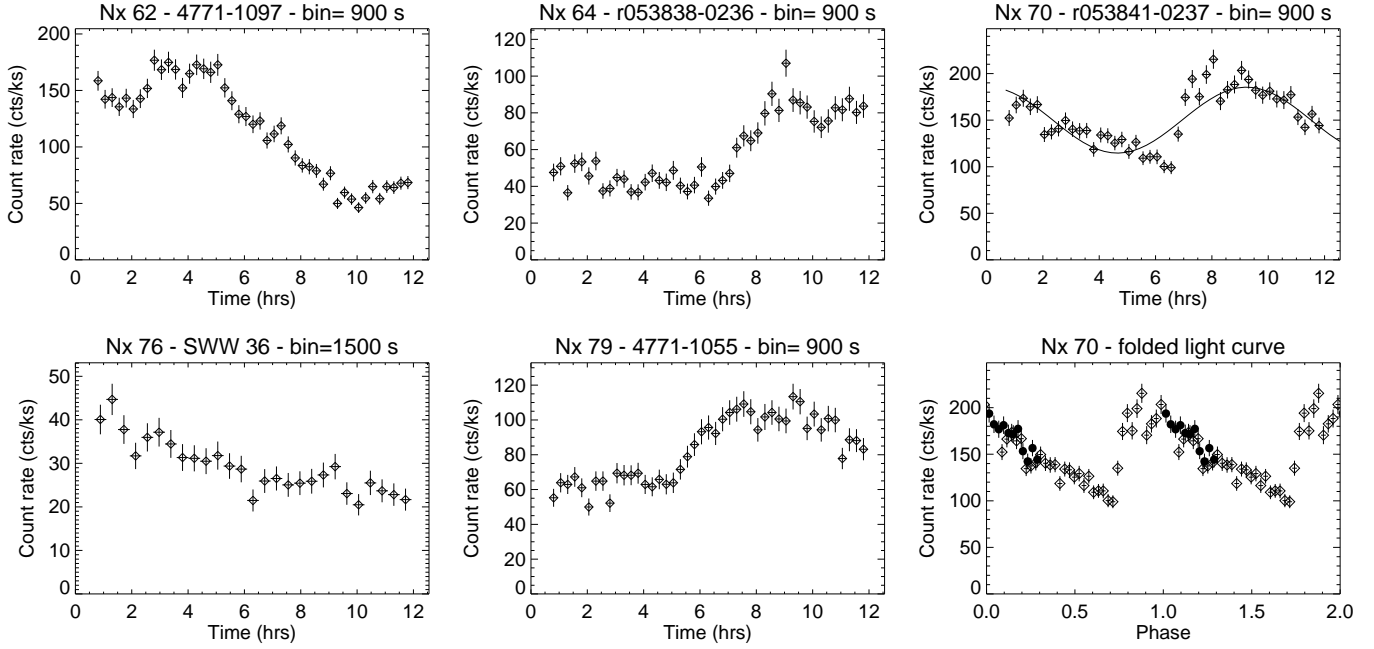 Nx 62 - 4771-1097 - bin= 900 s
Count rate (cts/ks)
200
150
100
50
0
0 2 4 6 8 10 12
Time (hrs)
Nx 64 - r053838-0236 - bin= 900 s
Count rate (cts/ks)
120
100
80
60
40
20
0
0 2 4 6 8 10 12
Time (hrs)
Nx 70 - r053841-0237 - bin= 900 s
Count rate (cts/ks)
200
150
100
50
0
0 2 4 6 8 10 12
Time (hrs)
Nx 76 - SWW 36 - bin=1500 s
Count rate (cts/ks)
50
40
30
20
10
0
0 2 4 6 8 10 12
Time (hrs)
Nx 79 - 4771-1055 - bin= 900 s
Count rate (cts/ks)
120
100
80
60
40
20
0
0 2 4 6 8 10 12
Time (hrs)
Nx 70 - folded light curve
Count rate (cts/ks)
200
150
100
50
0
0.0 0.5 1.0 1.5 2.0
Phase